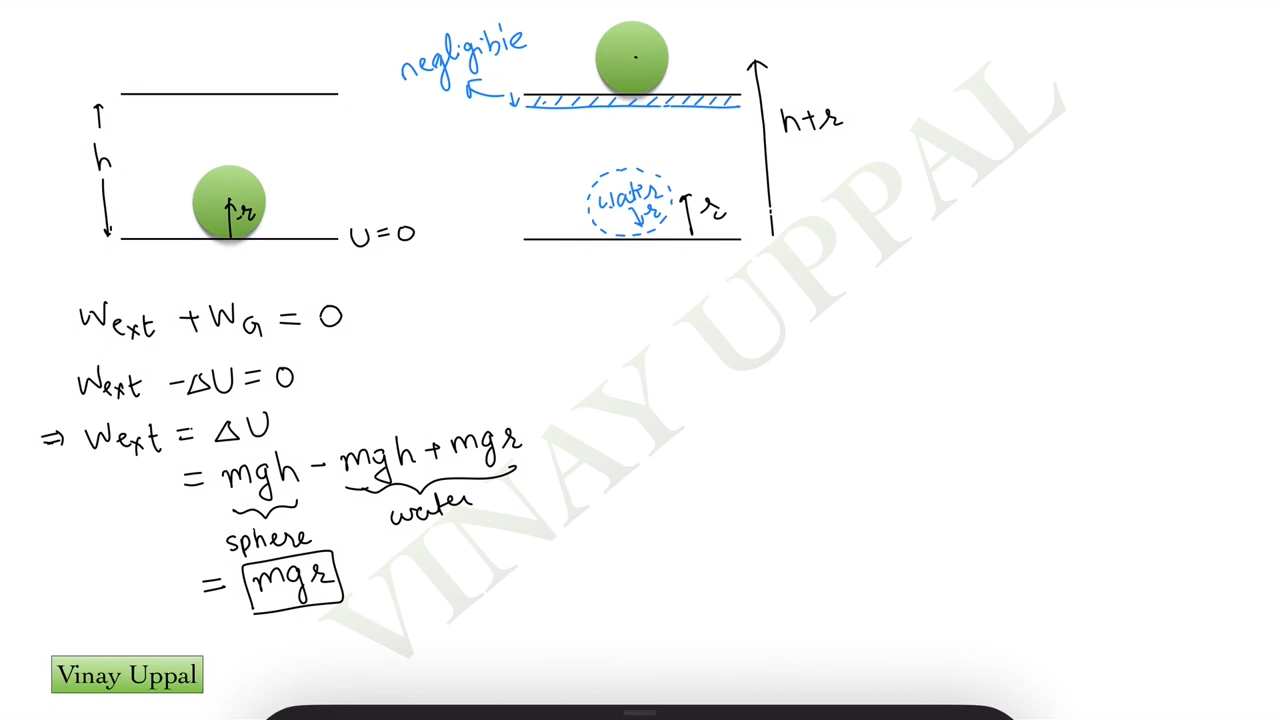 negligible
h
h+r
r
water
r
r
U=0
Wext + WG = 0
Wext -ΔU=0
⇒ Wext = ΔU
= mgh - mgh + mgr
sphere
water
= mgr
VINAY UPPAL
Vinay Uppal